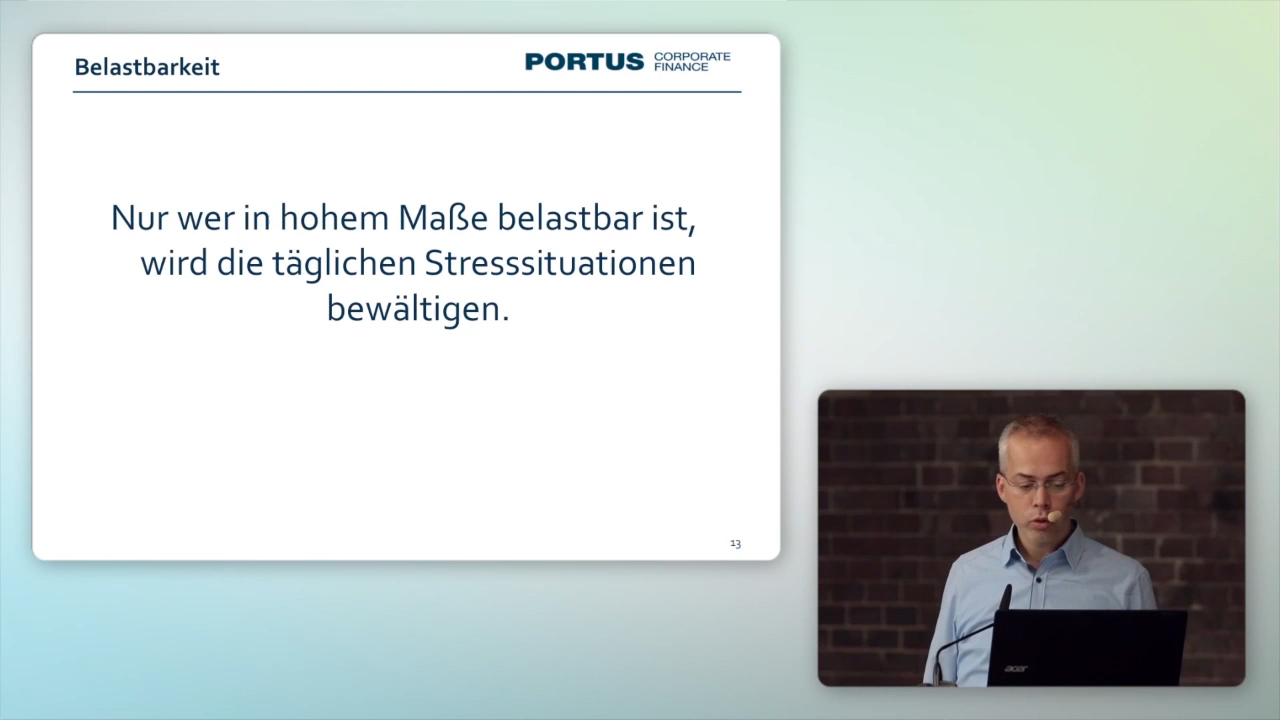 Belastbarkeit
PORTUS CORPORATE
FINANCE
Nur wer in hohem Maße belastbar ist,
wird die täglichen Stresssituationen
bewältigen.
13
acer